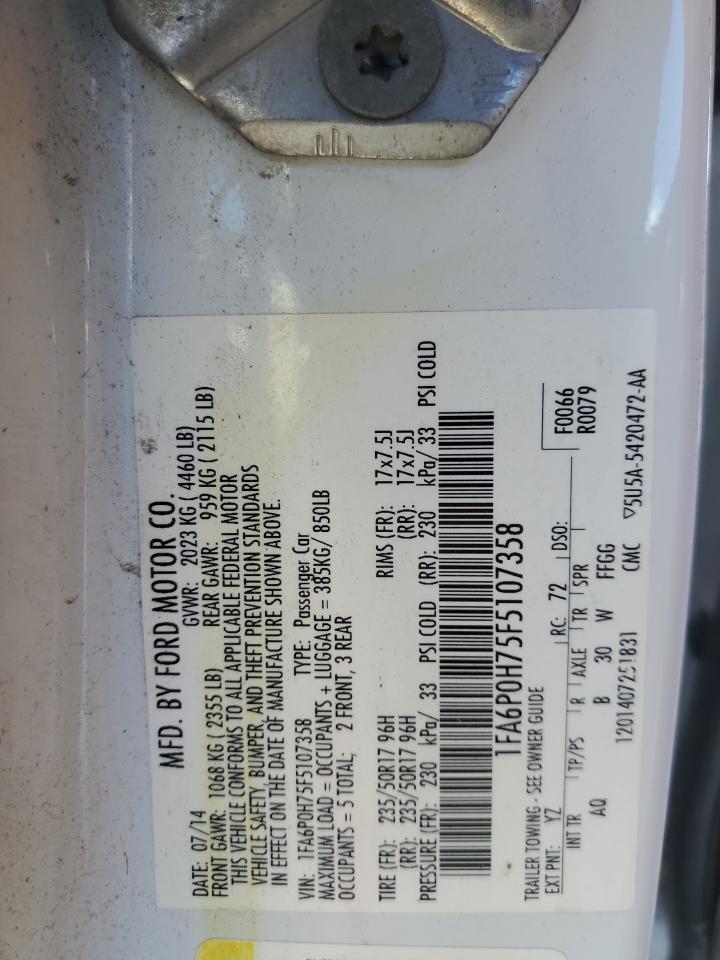 MFD. BY FORD MOTOR CO.
DATE: 07/14 GVWR: 2023 KG ( 4460 LB)
FRONT GAWR: 1068 KG ( 2355 LB) REAR GAWR: 959 KG ( 2115 LB)
THIS VEHICLE CONFORMS TO ALL APPLICABLE FEDERAL MOTOR
VEHICLE SAFETY, BUMPER, AND THEFT PREVENTION STANDARDS
IN EFFECT ON THE DATE OF MANUFACTURE SHOWN ABOVE.
VIN: 1FA6P0H75F5107358 TYPE: Passenger Car
MAXIMUM LOAD = OCCUPANTS + LUGGAGE = 385KG/ 850LB
OCCUPANTS = 5 TOTAL; 2 FRONT, 3 REAR
TIRE (FR): 235/50R17 96H RIMS (FR): 17x7.5J
(RR): 235/50R17 96H (RR): 17x7.5J
PRESSURE (FR): 230 kPa/ 33 PSI COLD (RR): 230 kPa/ 33 PSI COLD
1FA6P0H75F5107358
TRAILER TOWING - SEE OWNER GUIDE F0066
EXT PNT: YZ RC: 72 DSO: R0079
INT TR TP/PS R AXLE TR SPR
AQ B 30 W FFGG
1201407251831 CMC ▽5U5A-5420472-AA